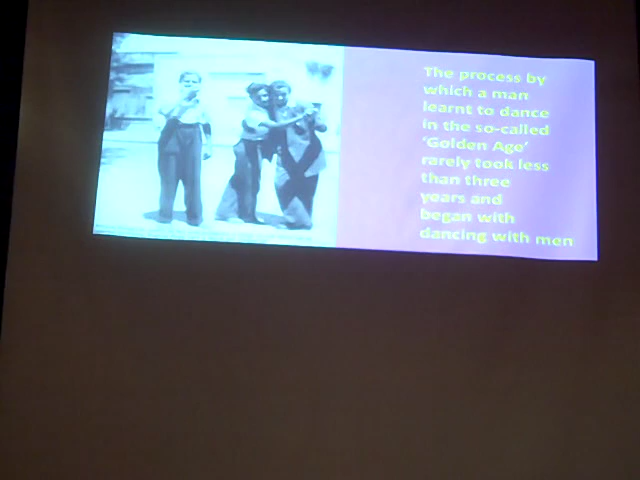 The process by
which a man
learnt to dance
in the so-called
'Golden Age'
rarely took less
than three
years and
began with
dancing with men